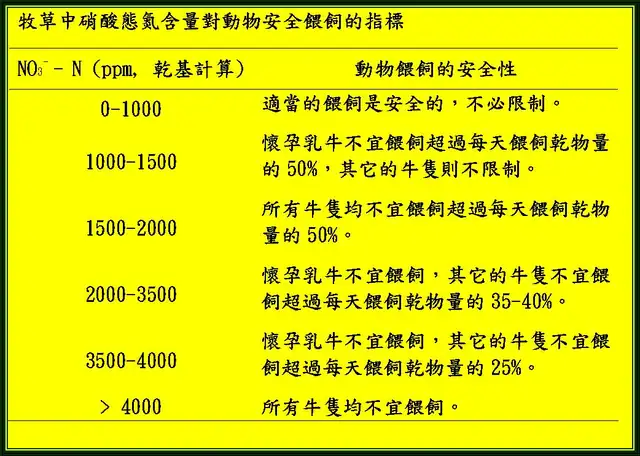 牧草中硝酸態氮含量對動物安全餵飼的指標
NO₃⁻－N (ppm, 乾基計算) 動物餵飼的安全性
0-1000 適當的餵飼是安全的，不必限制。
懷孕乳牛不宜餵飼超過每天餵飼乾物量
1000-1500 的 50%，其它的牛隻則不限制。
所有牛隻均不宜餵飼超過每天餵飼乾物
1500-2000 量的 50%。
懷孕乳牛不宜餵飼，其它的牛隻不宜餵
2000-3500 飼超過每天餵飼乾物量的 35-40%。
懷孕乳牛不宜餵飼，其它的牛隻不宜餵
3500-4000 飼超過每天餵飼乾物量的 25%。
> 4000 所有牛隻均不宜餵飼。